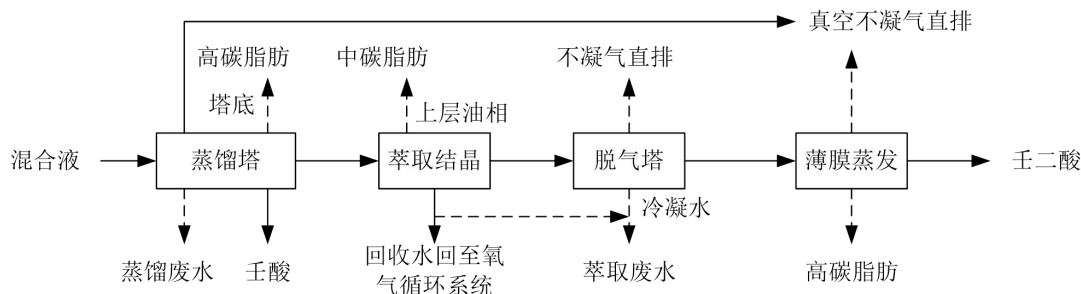 真空不凝气直排
高碳脂肪
中碳脂肪
不凝气直排
塔底
上层油相
混合液
蒸馏塔
萃取结晶
脱气塔
薄膜蒸发
壬二酸
冷凝水
蒸馏废水
壬酸
回收水回至氧
气循环系统
萃取废水
高碳脂肪